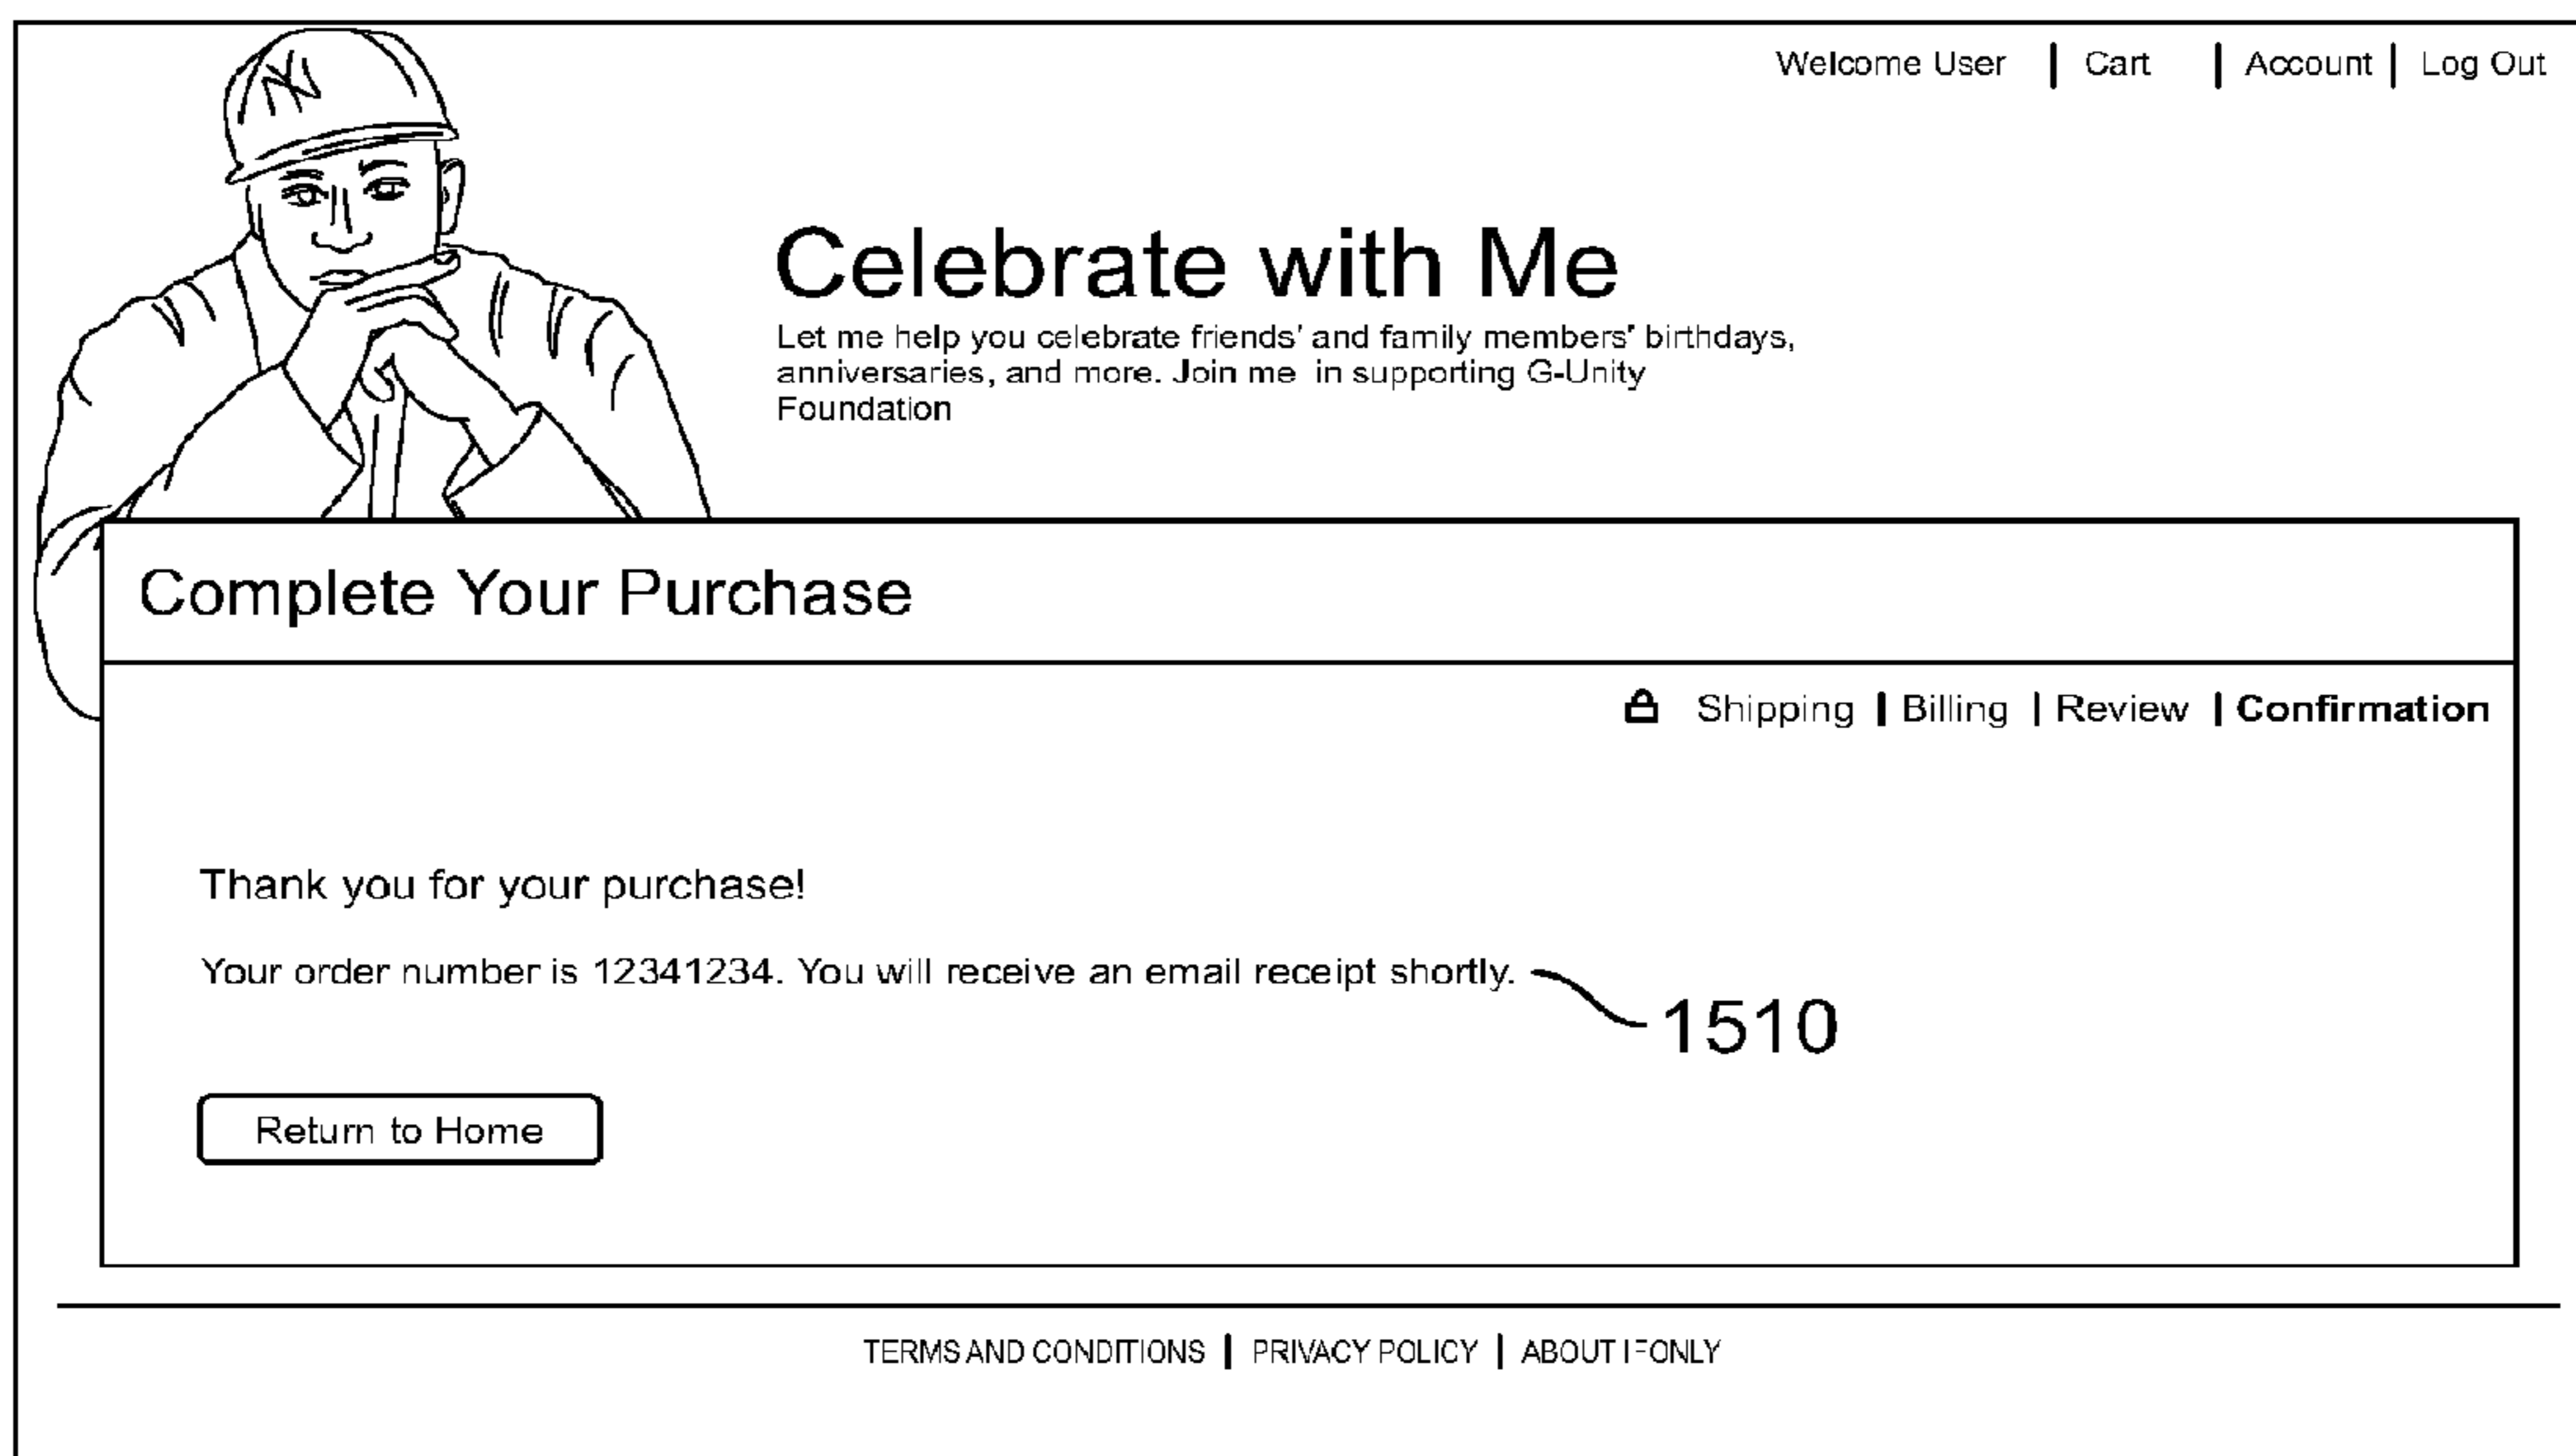 NY
Welcome User | Cart | Account | Log Out
Celebrate with Me
Let me help you celebrate friends' and family members' birthdays,
anniversaries, and more. Join me in supporting G-Unity
Foundation
Complete Your Purchase
Shipping | Billing | Review | Confirmation
Thank you for your purchase!
Your order number is 12341234. You will receive an email receipt shortly.
1510
Return to Home
TERMS AND CONDITIONS | PRIVACY POLICY | ABOUT IFONLY